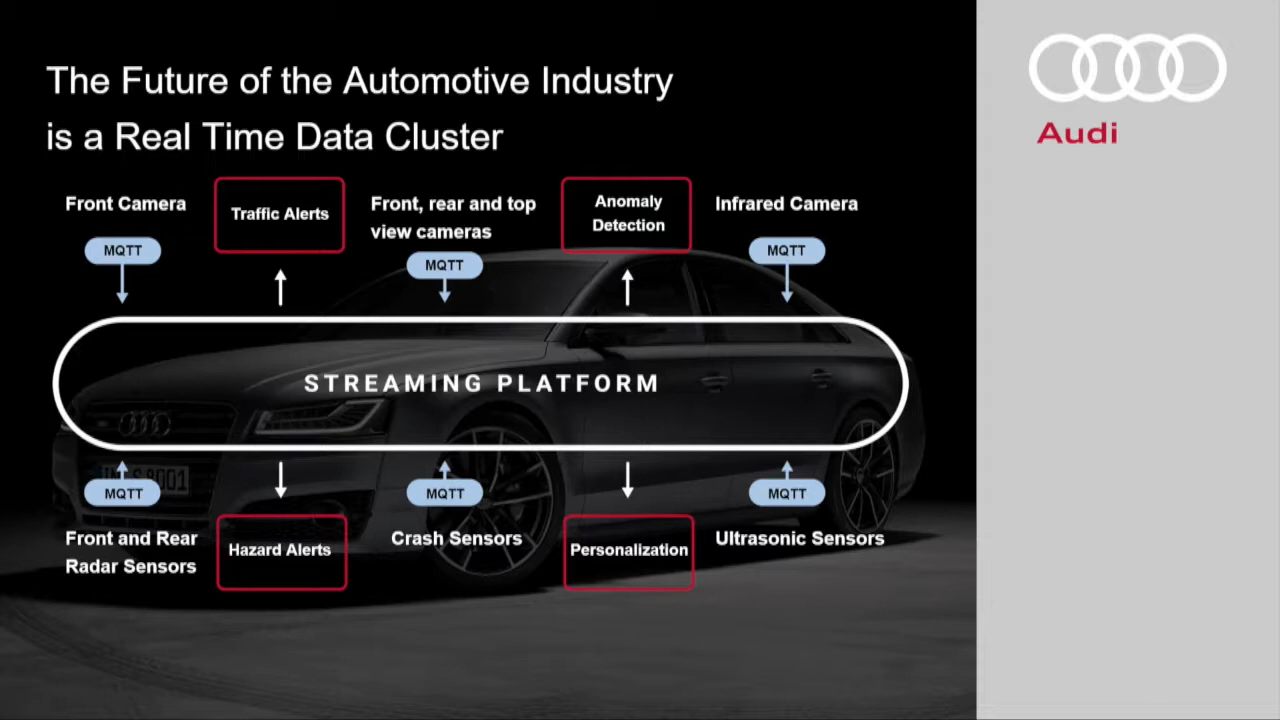 The Future of the Automotive Industry
is a Real Time Data Cluster
Audi
Front Camera
Traffic Alerts
Front, rear and top
view cameras
Anomaly
Detection
Infrared Camera
MQTT
MQTT
MQTT
STREAMING PLATFORM
MQTT
MQTT
MQTT
Front and Rear
Radar Sensors
Hazard Alerts
Crash Sensors
Personalization
Ultrasonic Sensors